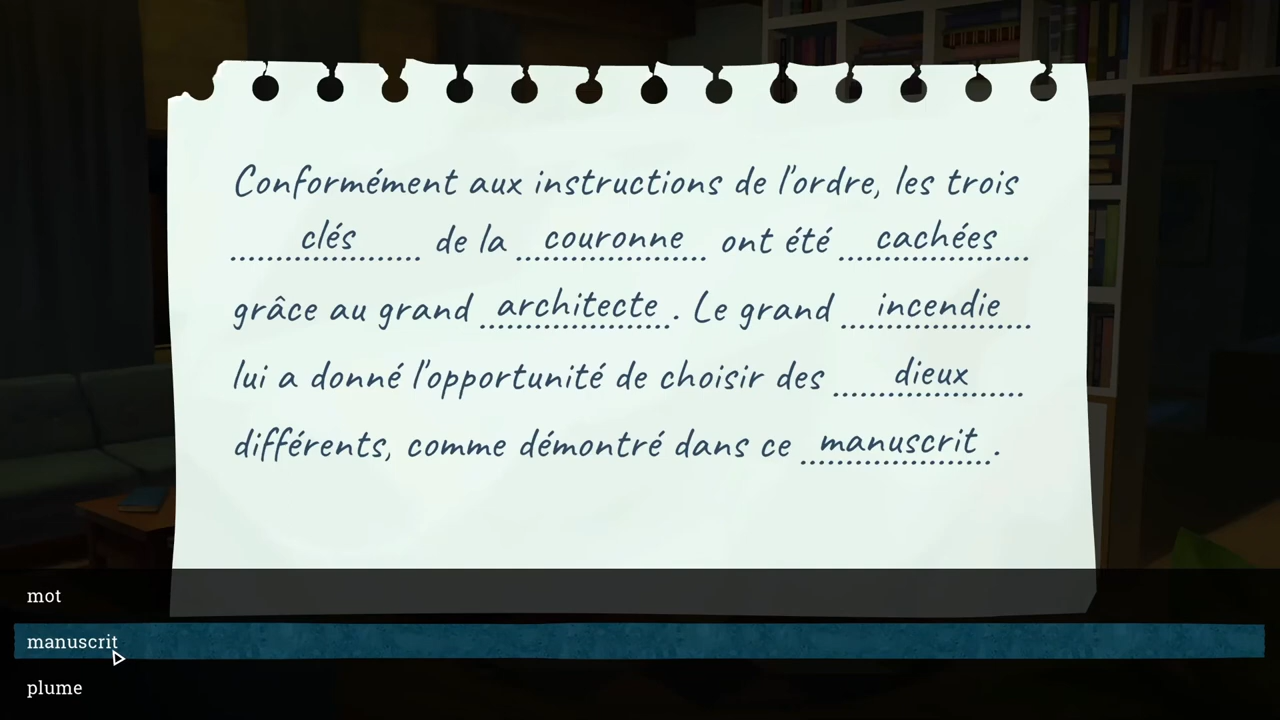 Conformément aux instructions de l'ordre, les trois
clés de la couronne ont été cachées
grâce au grand architecte. Le grand incendie
lui a donné l'opportunité de choisir des dieux
différents, comme démontré dans ce manuscrit.
mot
manuscrit
plume